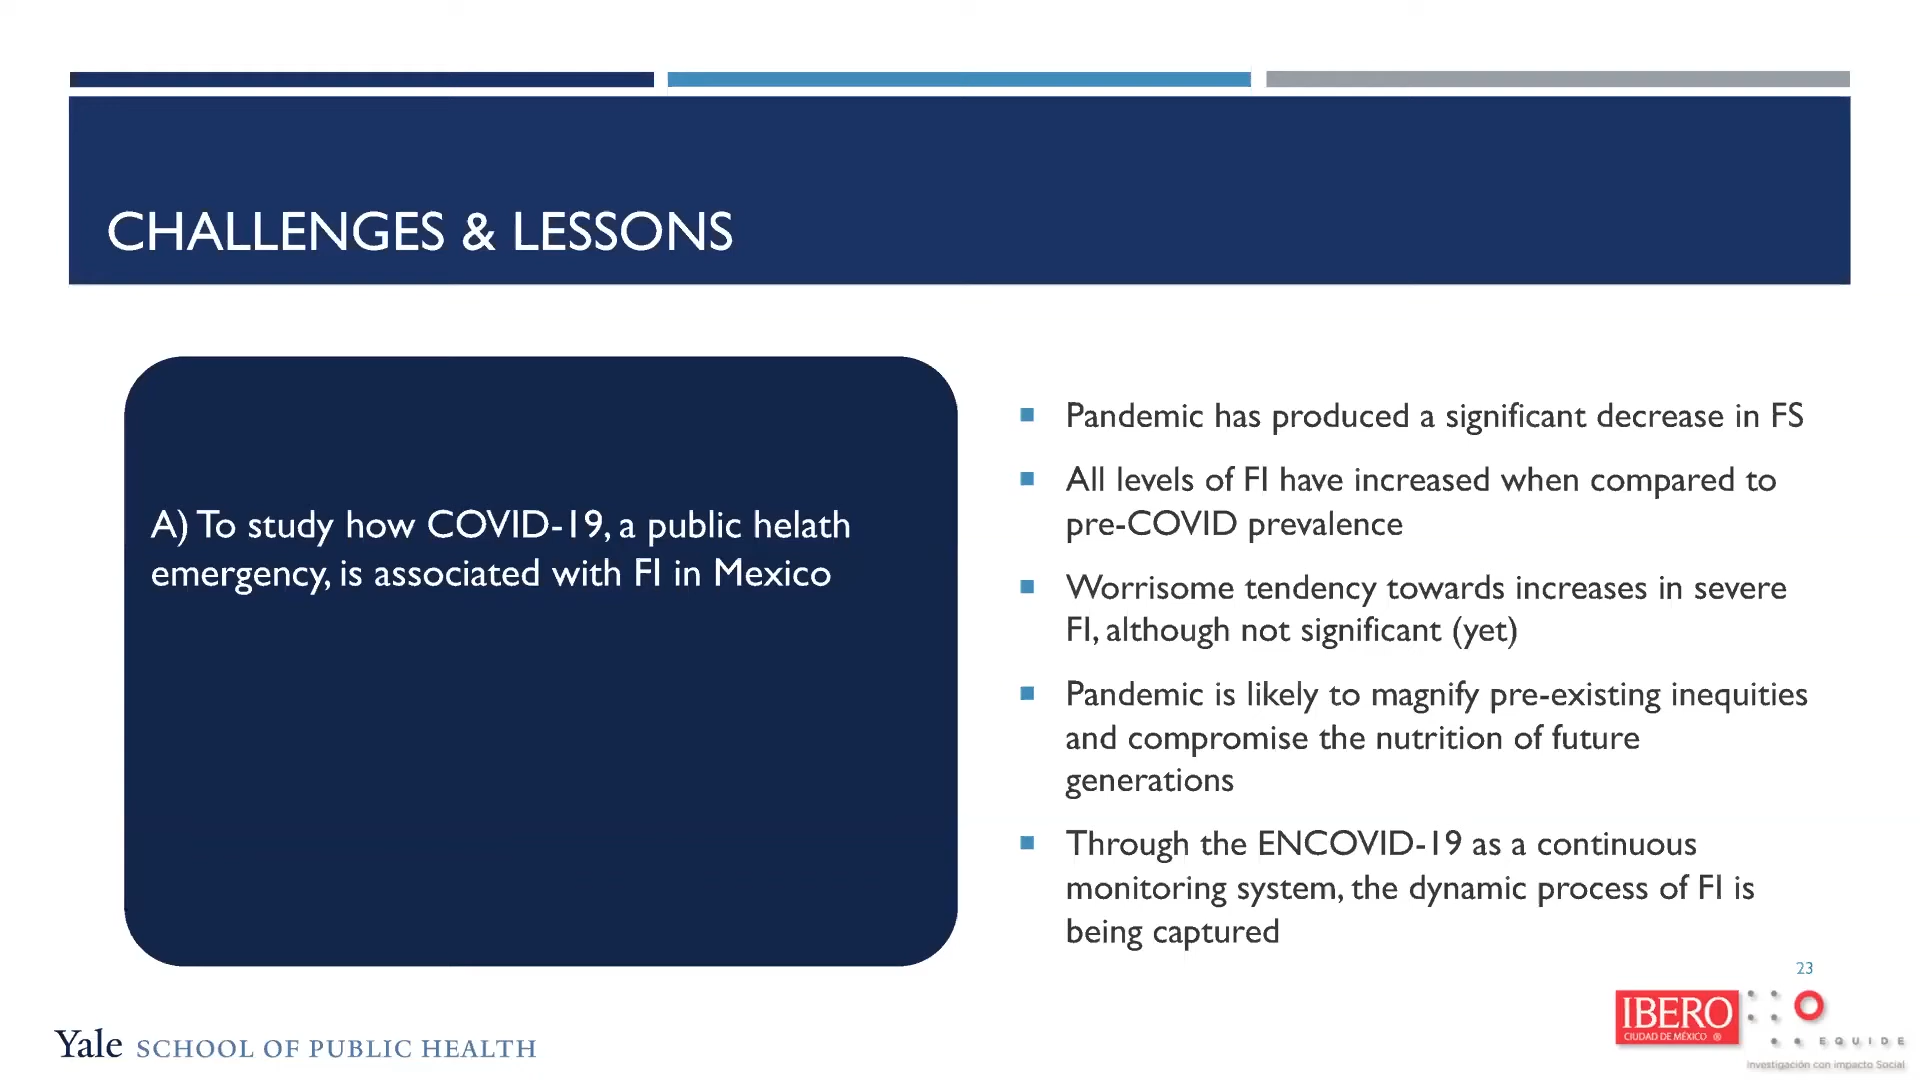 CHALLENGES & LESSONS
A) To study how COVID-19, a public helath
emergency, is associated with FI in Mexico
Pandemic has produced a significant decrease in FS
All levels of FI have increased when compared to
pre-COVID prevalence
Worrisome tendency towards increases in severe
FI, although not significant (yet)
Pandemic is likely to magnify pre-existing inequities
and compromise the nutrition of future
generations
Through the ENCOVID-19 as a continuous
monitoring system, the dynamic process of FI is
being captured
23
Yale SCHOOL OF PUBLIC HEALTH
IBERO
CIUDAD DE MÉXICO ®
EQUIDE
Investigación con impacto Social